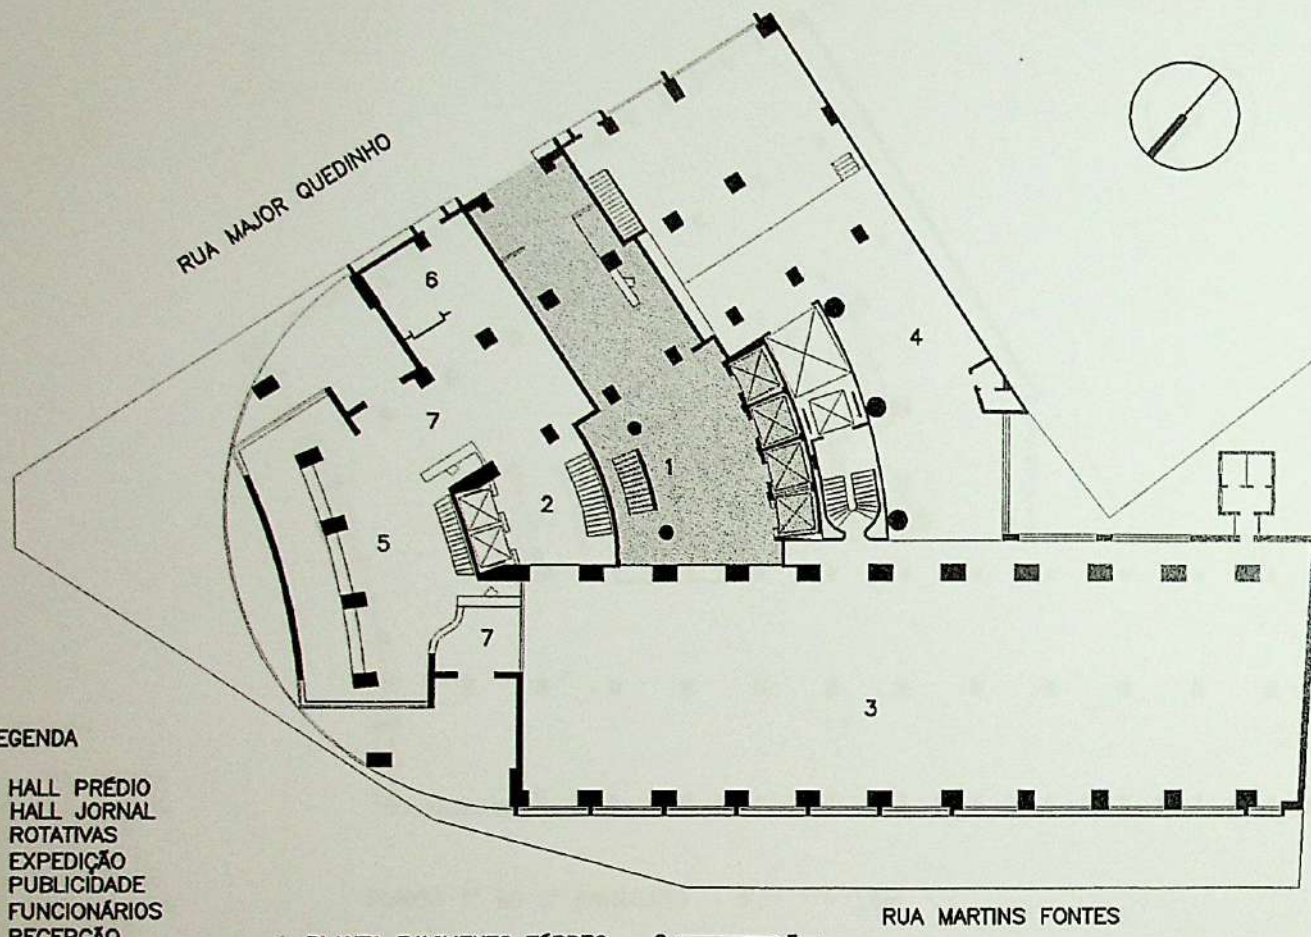 RUA MAJOR QUEDINHO
6
4
7
1
2
5
7
3
EGENDA
HALL PRÉDIO
HALL JORNAL
ROTATIVAS
EXPEDIÇÃO
PUBLICIDADE
FUNCIONÁRIOS
RUA MARTINS FONTES